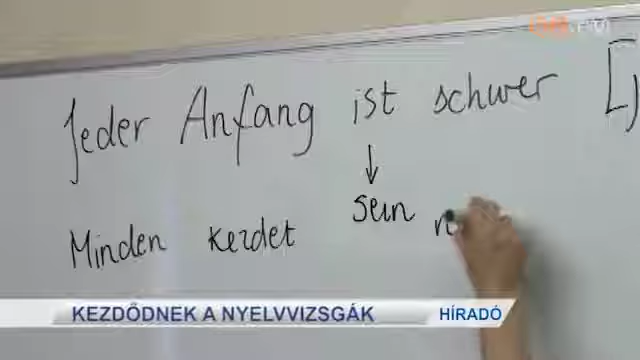 Jeder Anfang ist schwer [
↓
sein
Minden kezdet n
KEZDŐDNEK A NYELVVIZSGÁK HÍRADÓ